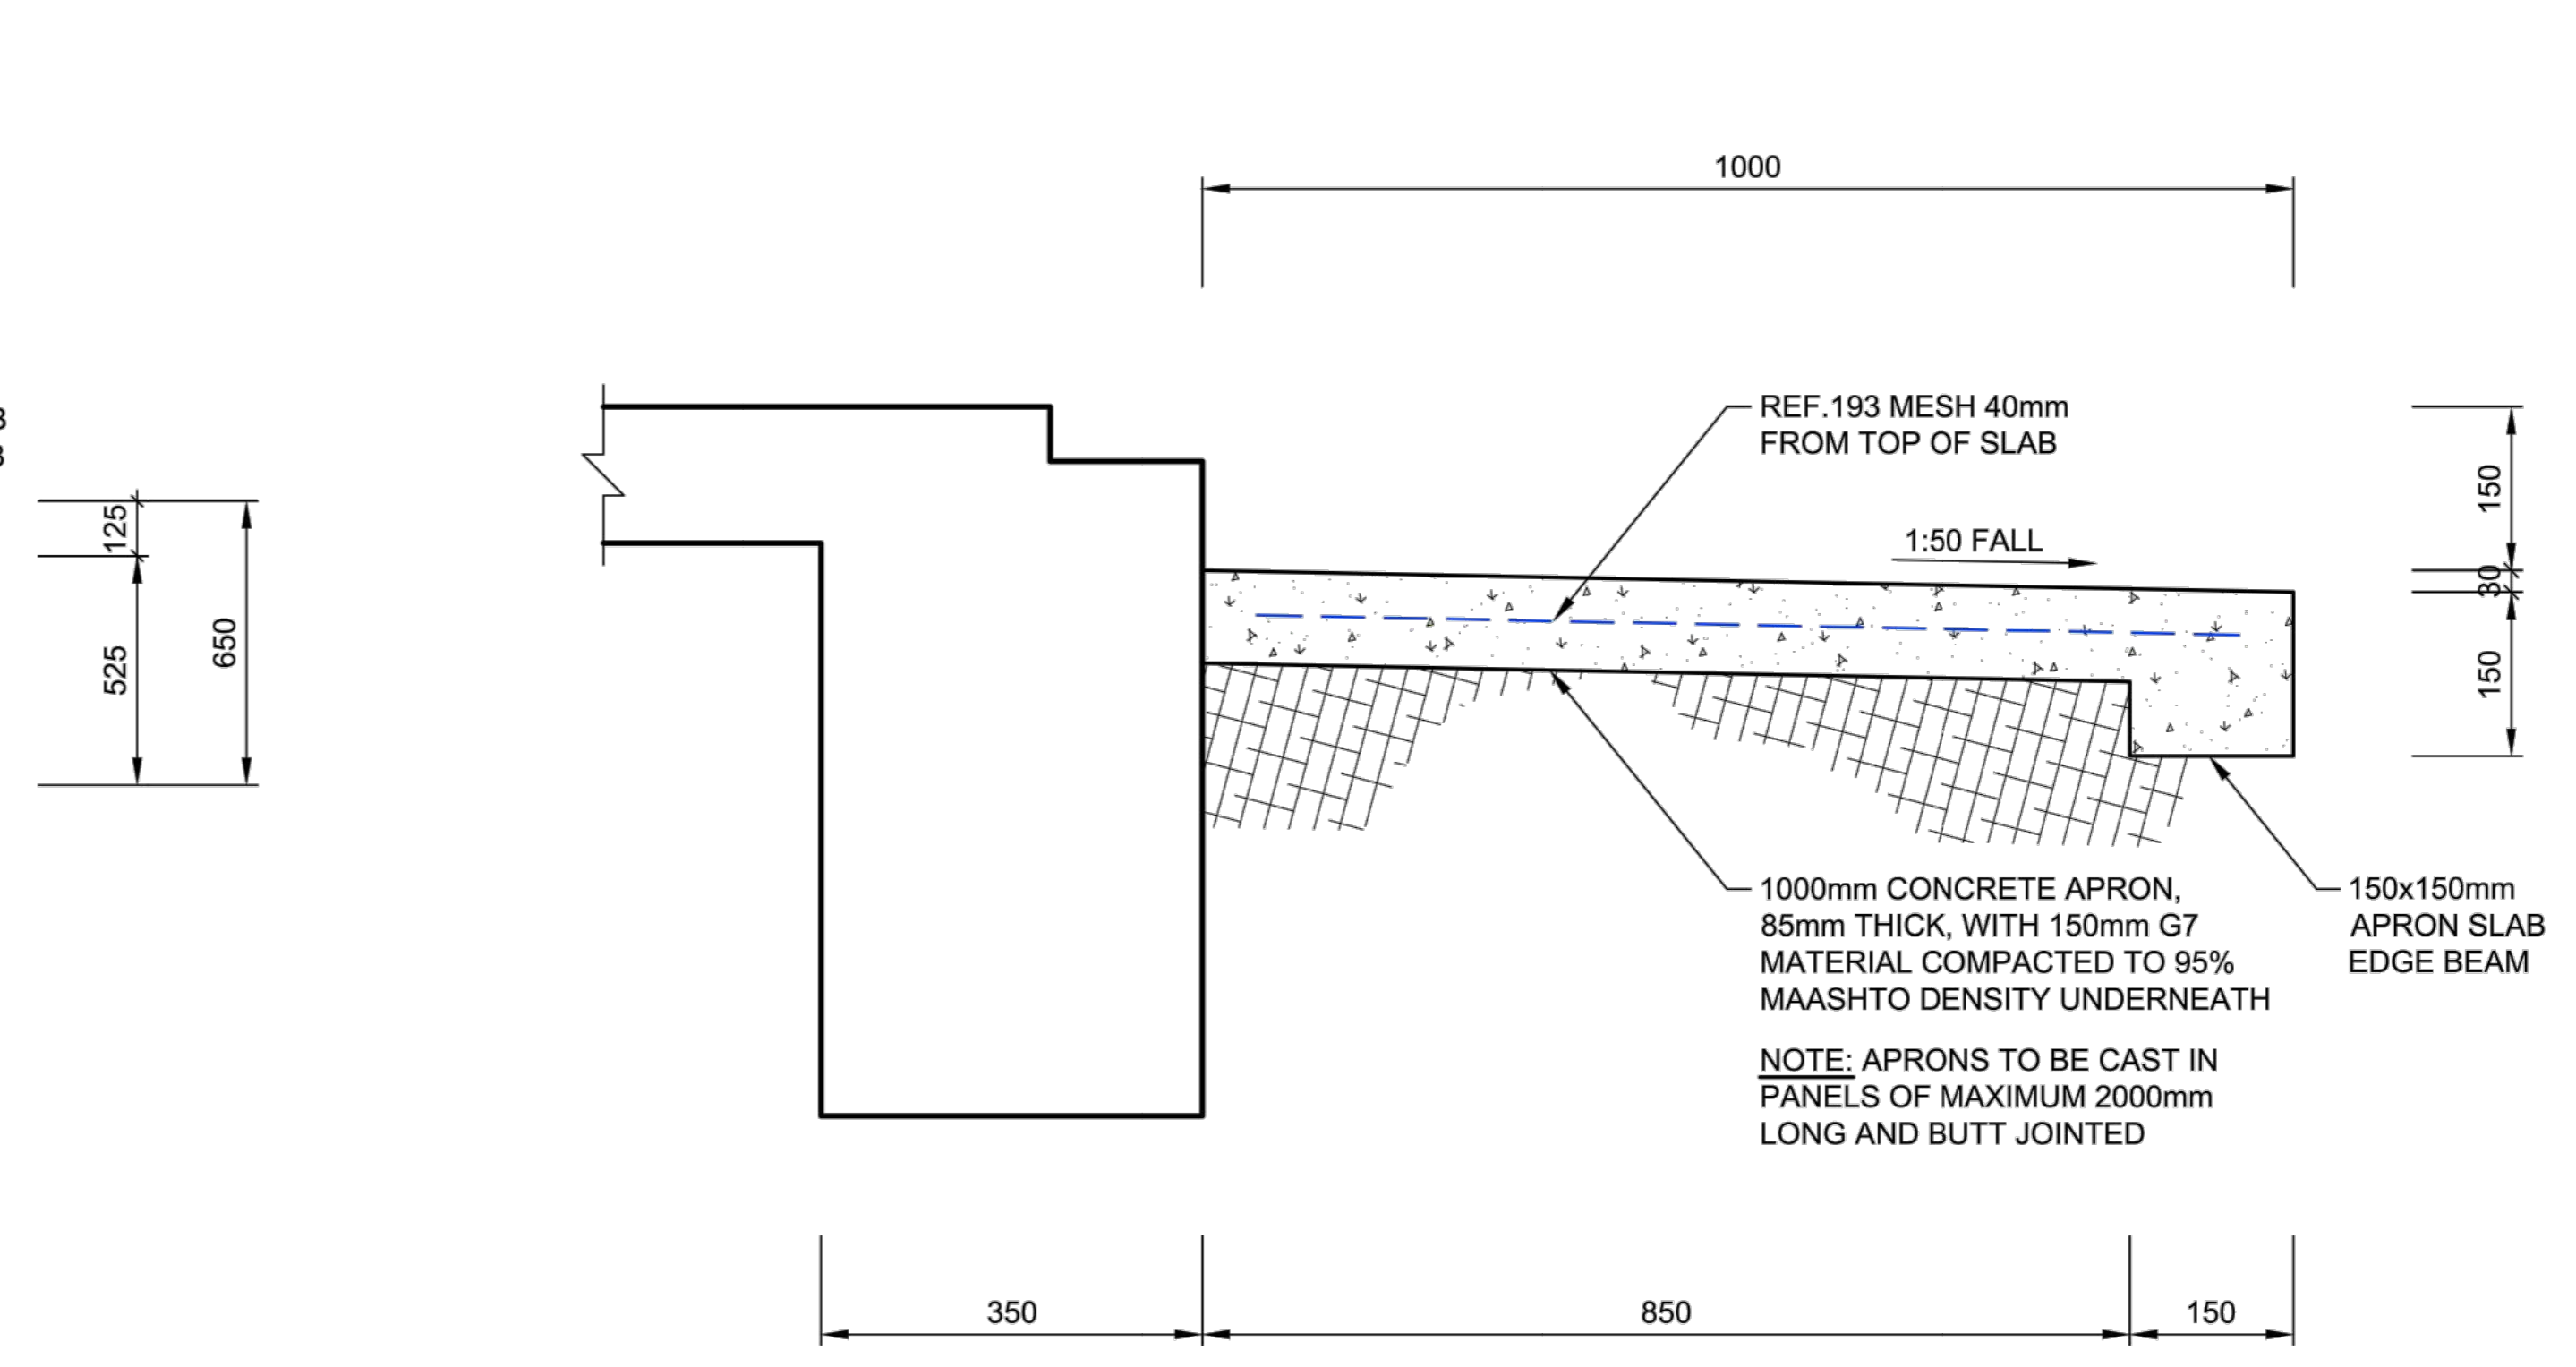 1000
REF.193 MESH 40mm
FROM TOP OF SLAB
1:50 FALL
150
30
150
125
525
650
1000mm CONCRETE APRON,
85mm THICK, WITH 150mm G7
MATERIAL COMPACTED TO 95%
MAASHTO DENSITY UNDERNEATH
NOTE: APRONS TO BE CAST IN
PANELS OF MAXIMUM 2000mm
LONG AND BUTT JOINTED
150x150mm
APRON SLAB
EDGE BEAM
350
850
150